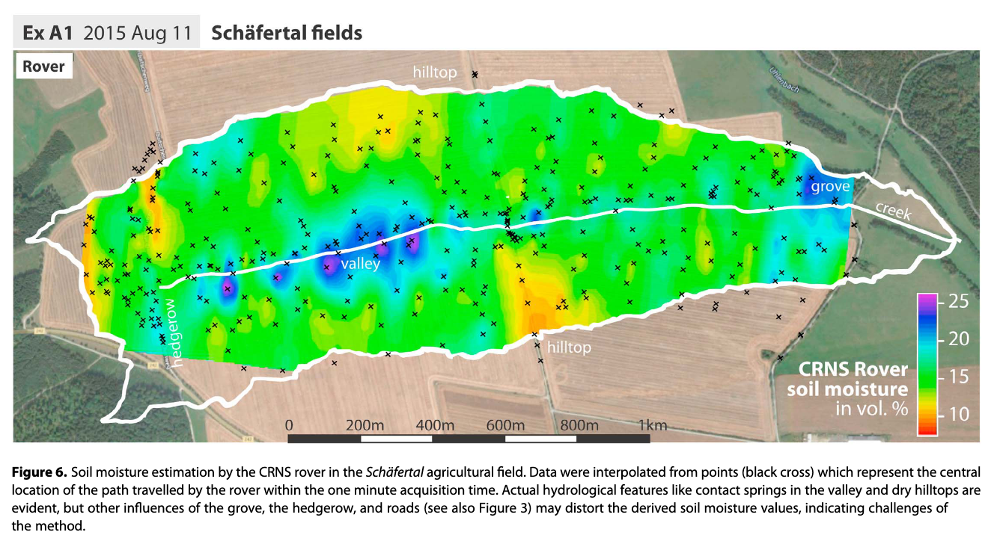 Ex A1 2015 Aug 11 Schäfertal fields
Rover
hilltop
Uhlenbach
grove
creek
valley
hedgerow
hilltop
25
20
15
10
CRNS Rover
soil moisture
in vol. %
0 200m 400m 600m 800m 1km
Figure 6. Soil moisture estimation by the CRNS rover in the Schäfertal agricultural field. Data were interpolated from points (black cross) which represent the central
location of the path travelled by the rover within the one minute acquisition time. Actual hydrological features like contact springs in the valley and dry hilltops are
evident, but other influences of the grove, the hedgerow, and roads (see also Figure 3) may distort the derived soil moisture values, indicating challenges of
the method.